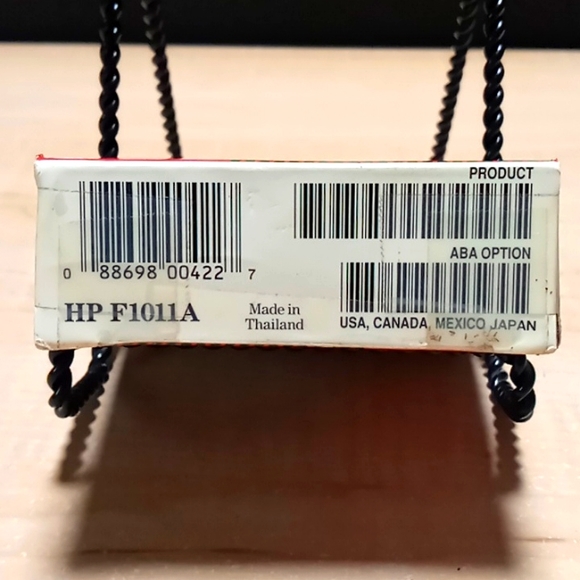 PRODUCT
ABA OPTION
0 88698 00422 7
HP F1011A
Made in
Thailand
USA, CANADA, MEXICO JAPAN